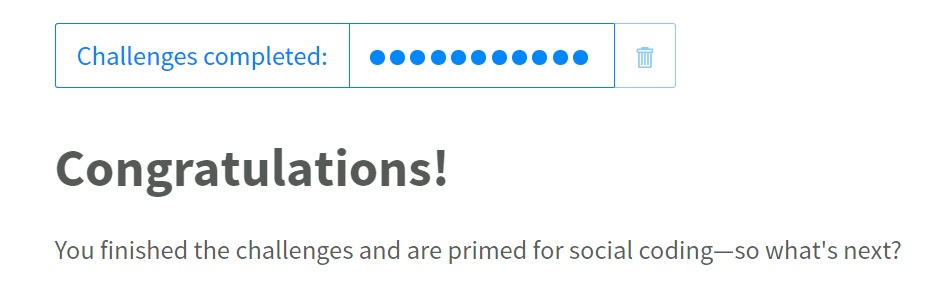 Challenges completed:
Congratulations!
You finished the challenges and are primed for social coding—so what's next?